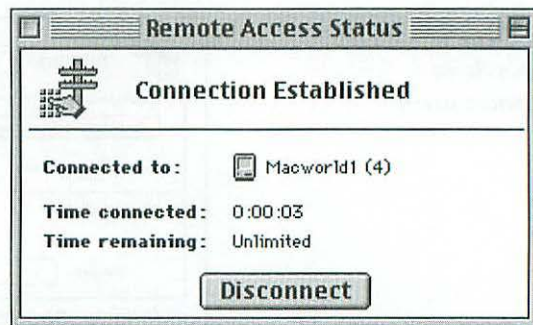 Remote Access Status
Connection Established
Connected to: Macworld1 (4)
Time connected: 0:00:03
Time remaining: Unlimited
Disconnect